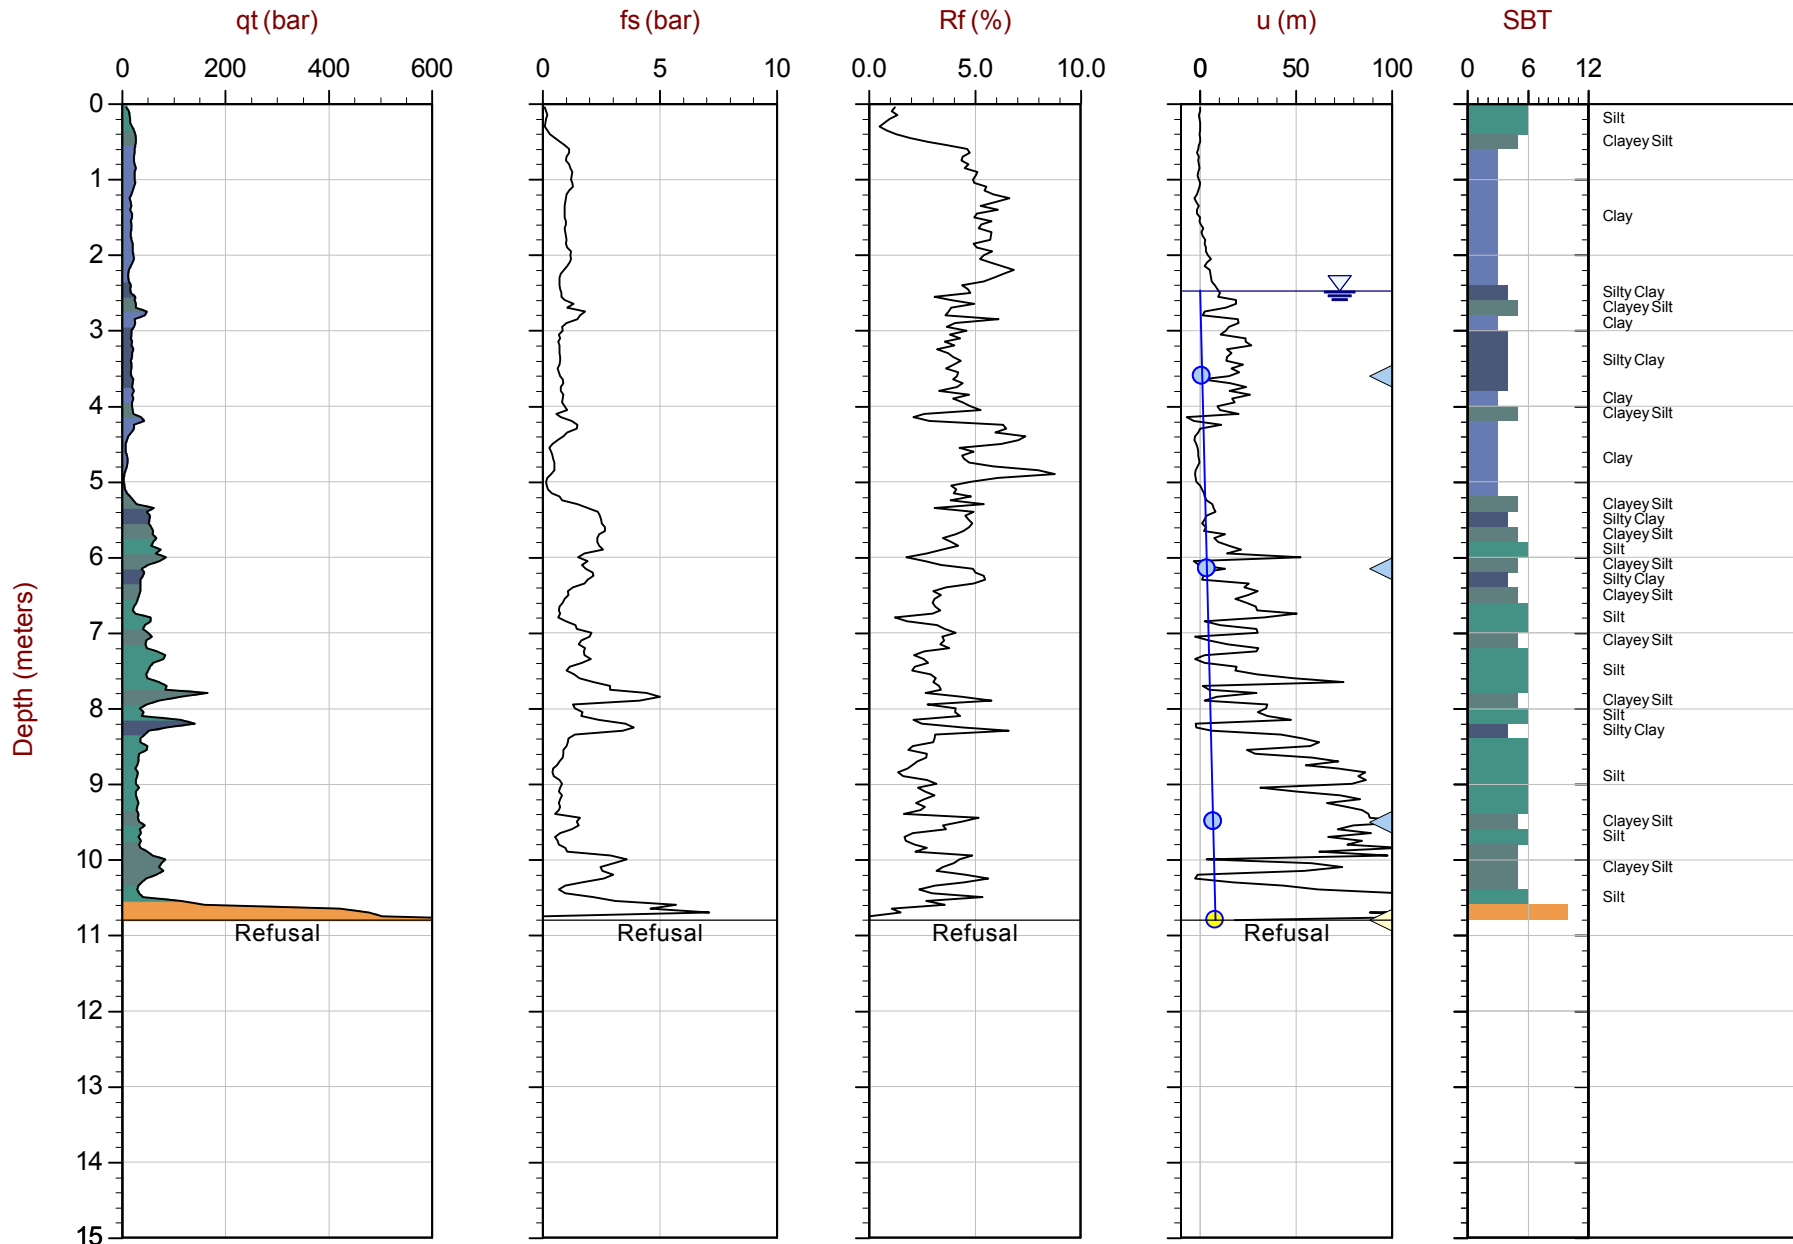 qt (bar) fs (bar) Rf (%) u (m) SBT
0 200 400 600 0 5 10 0.0 5.0 10.0 0 50 100 0 6 12
Depth (meters)
0
Silt
Clayey Silt
1
Clay
2
Silty Clay
Clayey Silt
Clay
3
Silty Clay
Clay
4
Clayey Silt
Clay
5
Clayey Silt
Silty Clay
Clayey Silt
Silt
6
Clayey Silt
Silty Clay
Clayey Silt
Silt
7
Clayey Silt
Silt
Clayey Silt
8
Silt
Silty Clay
Silt
9
Clayey Silt
Silt
10
Clayey Silt
Silt
Refusal Refusal Refusal Refusal
11
12
13
14
15